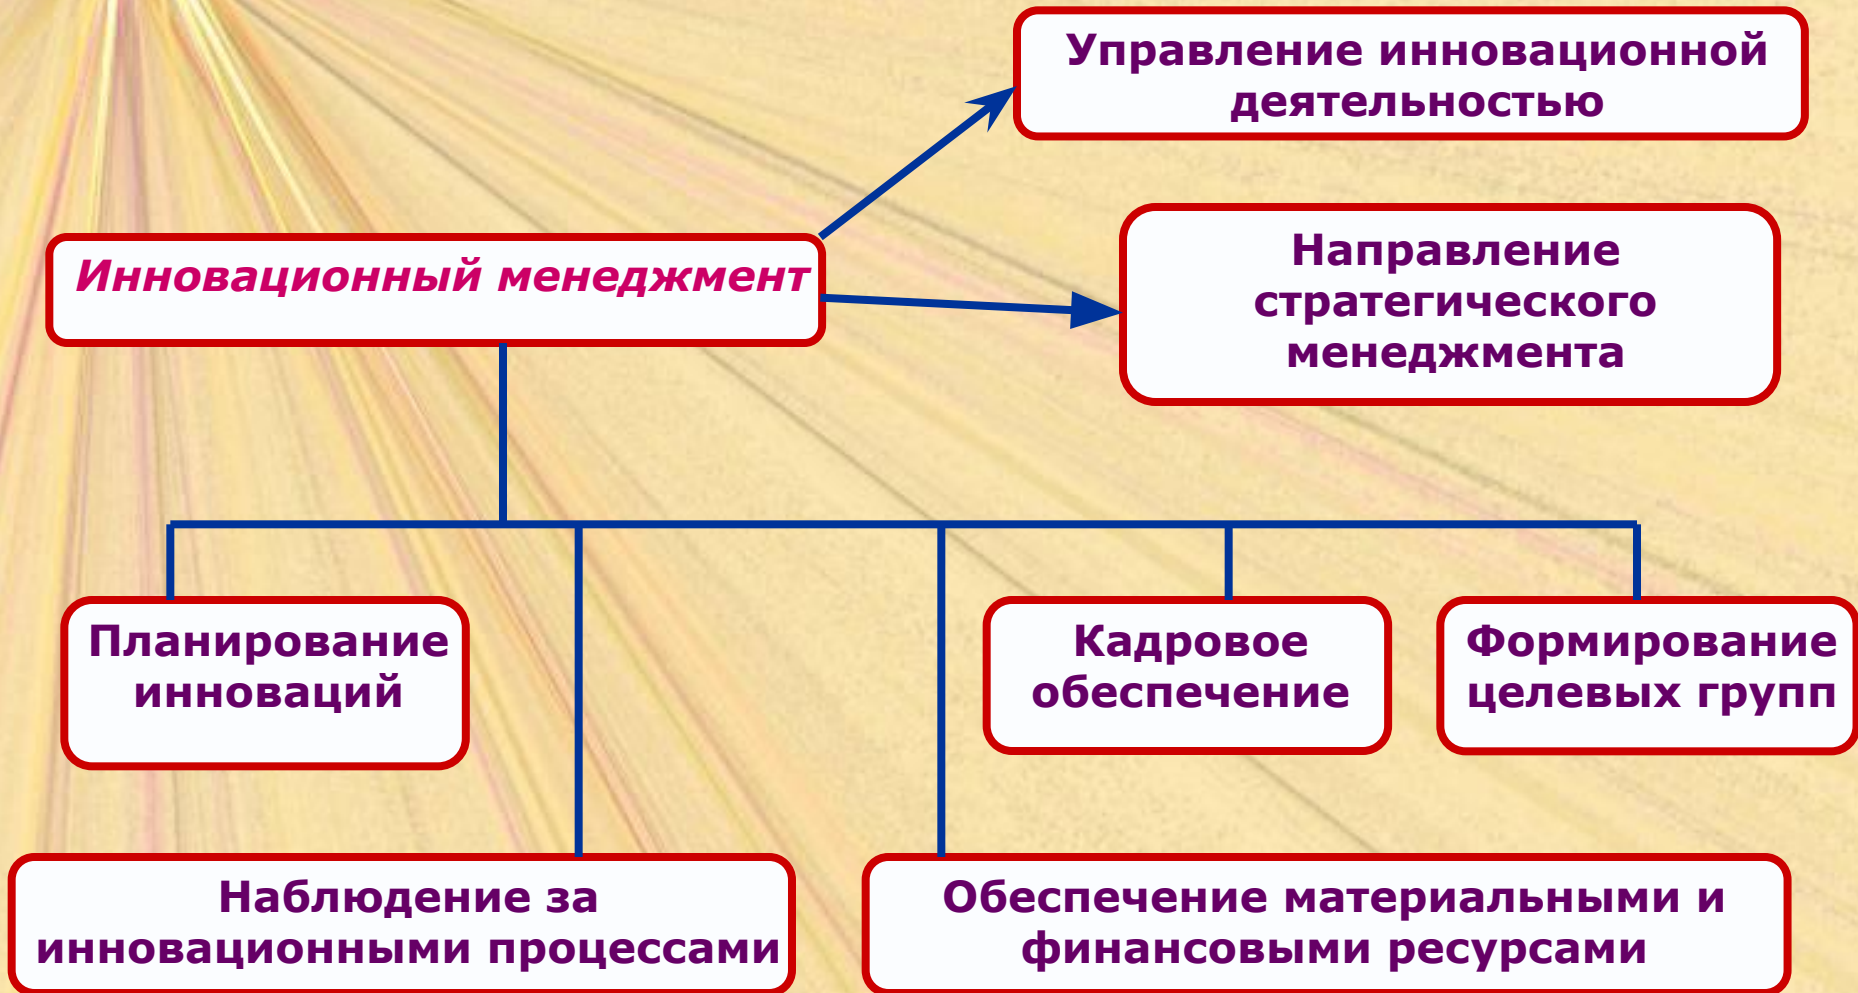 Управление инновационной
деятельностью
Инновационный менеджмент
Направление
стратегического
менеджмента
Планирование
инноваций
Кадровое
обеспечение
Формирование
целевых групп
Наблюдение за
инновационными процессами
Обеспечение материальными и
финансовыми ресурсами